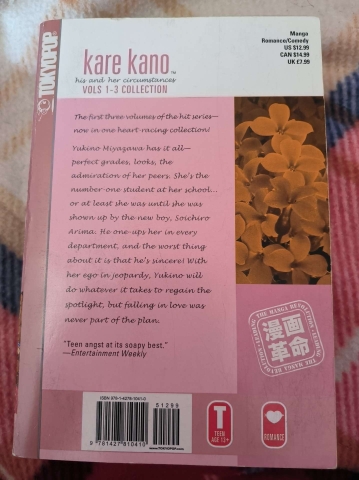 TOKYOPOP
Manga
Romance/Comedy
US $12.99
CAN $14.99
UK £7.99
kare kano™
his and her circumstances
VOLS 1-3 COLLECTION
The first three volumes of the hit series—
now in one heart-racing collection!
Yukino Miyazawa has it all—
perfect grades, looks, the
admiration of her peers. She's the
number-one student at her school...
or at least she was until she was
shown up by the new boy, Soichiro
Arima. He one-ups her in every
department, and the worst thing
about it is that he's sincere! With
her ego in jeopardy, Yukino will
do whatever it takes to regain the
spotlight, but falling in love was
never part of the plan.
"Teen angst at its soapy best."
—Entertainment Weekly
THE MANGA REVOLUTION
漫画
革命
51299
9 781427 810410
www.TOKYOPOP.com
T
TEEN
AGE 13+
ROMANCE